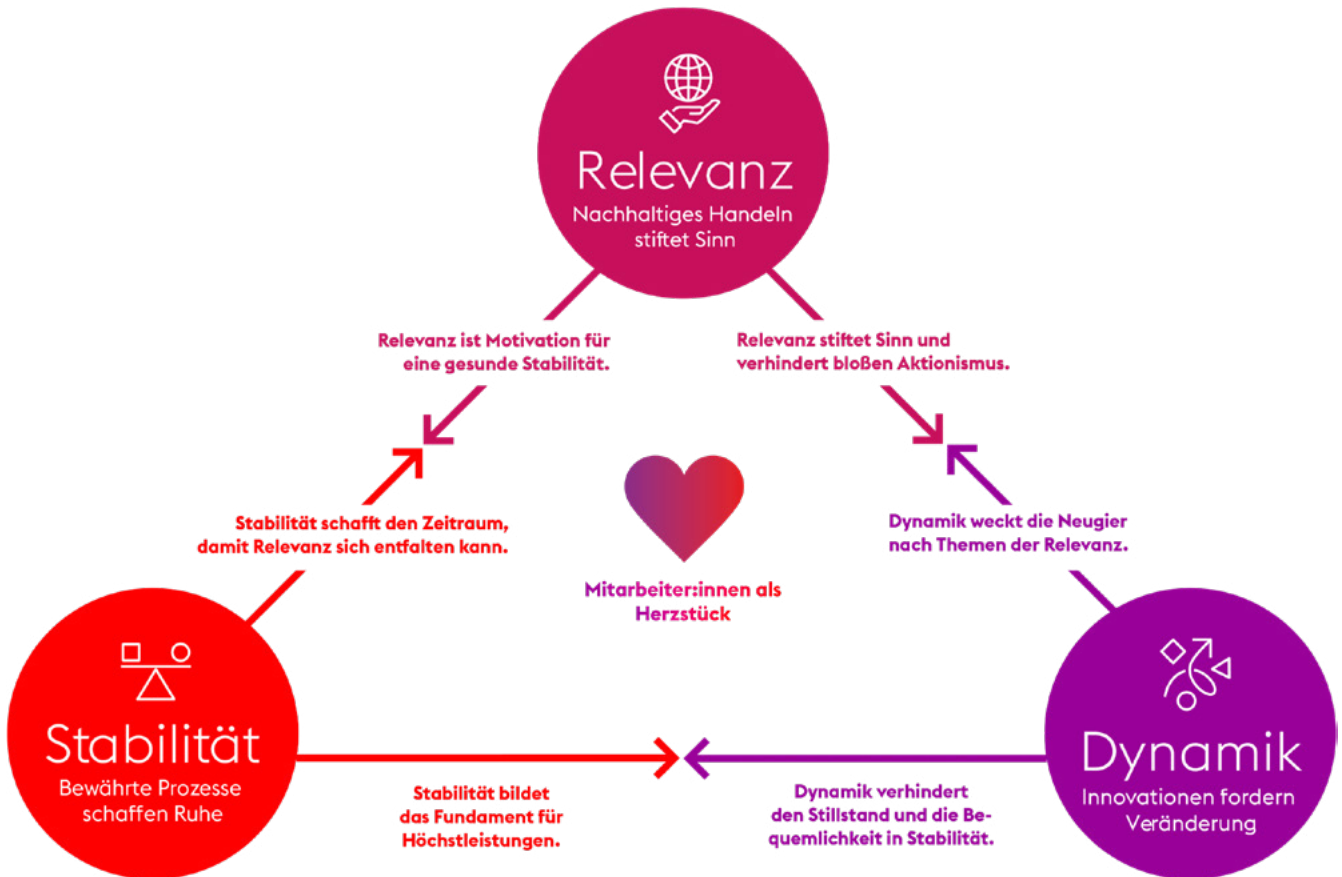 Relevanz
Nachhaltiges Handeln
stiftet Sinn
Relevanz ist Motivation für
eine gesunde Stabilität.
Relevanz stiftet Sinn und
verhindert bloßen Aktionismus.
Stabilität schafft den Zeitraum,
damit Relevanz sich entfalten kann.
Dynamik weckt die Neugier
nach Themen der Relevanz.
Mitarbeiter:innen als
Herzstück
Stabilität
Bewährte Prozesse
schaffen Ruhe
Stabilität bildet
das Fundament für
Höchstleistungen.
Dynamik verhindert
den Stillstand und die Be-
quemlichkeit in Stabilität.
Dynamik
Innovationen fordern
Veränderung